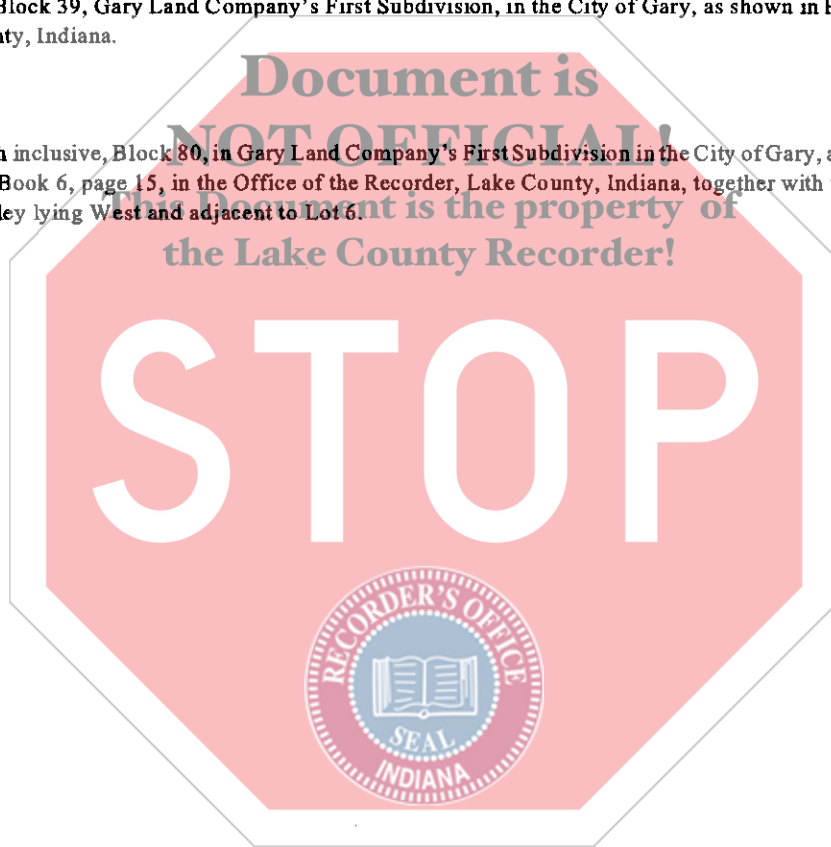 Block 39, Gary Land Company's First Subdivision, in the City of Gary, as shown in
nty, Indiana.
Document is
NOT OFFICIAL!
h inclusive, Block 80, in Gary Land Company's First Subdivision in the City of Gary, a
Book 6, page 15, in the Office of the Recorder, Lake County, Indiana, together with
ley lying West and adjacent to Lot 6.
This Document is the property of
the Lake County Recorder!
STOP
RECORDER'S OFFICE
SEAL
INDIANA